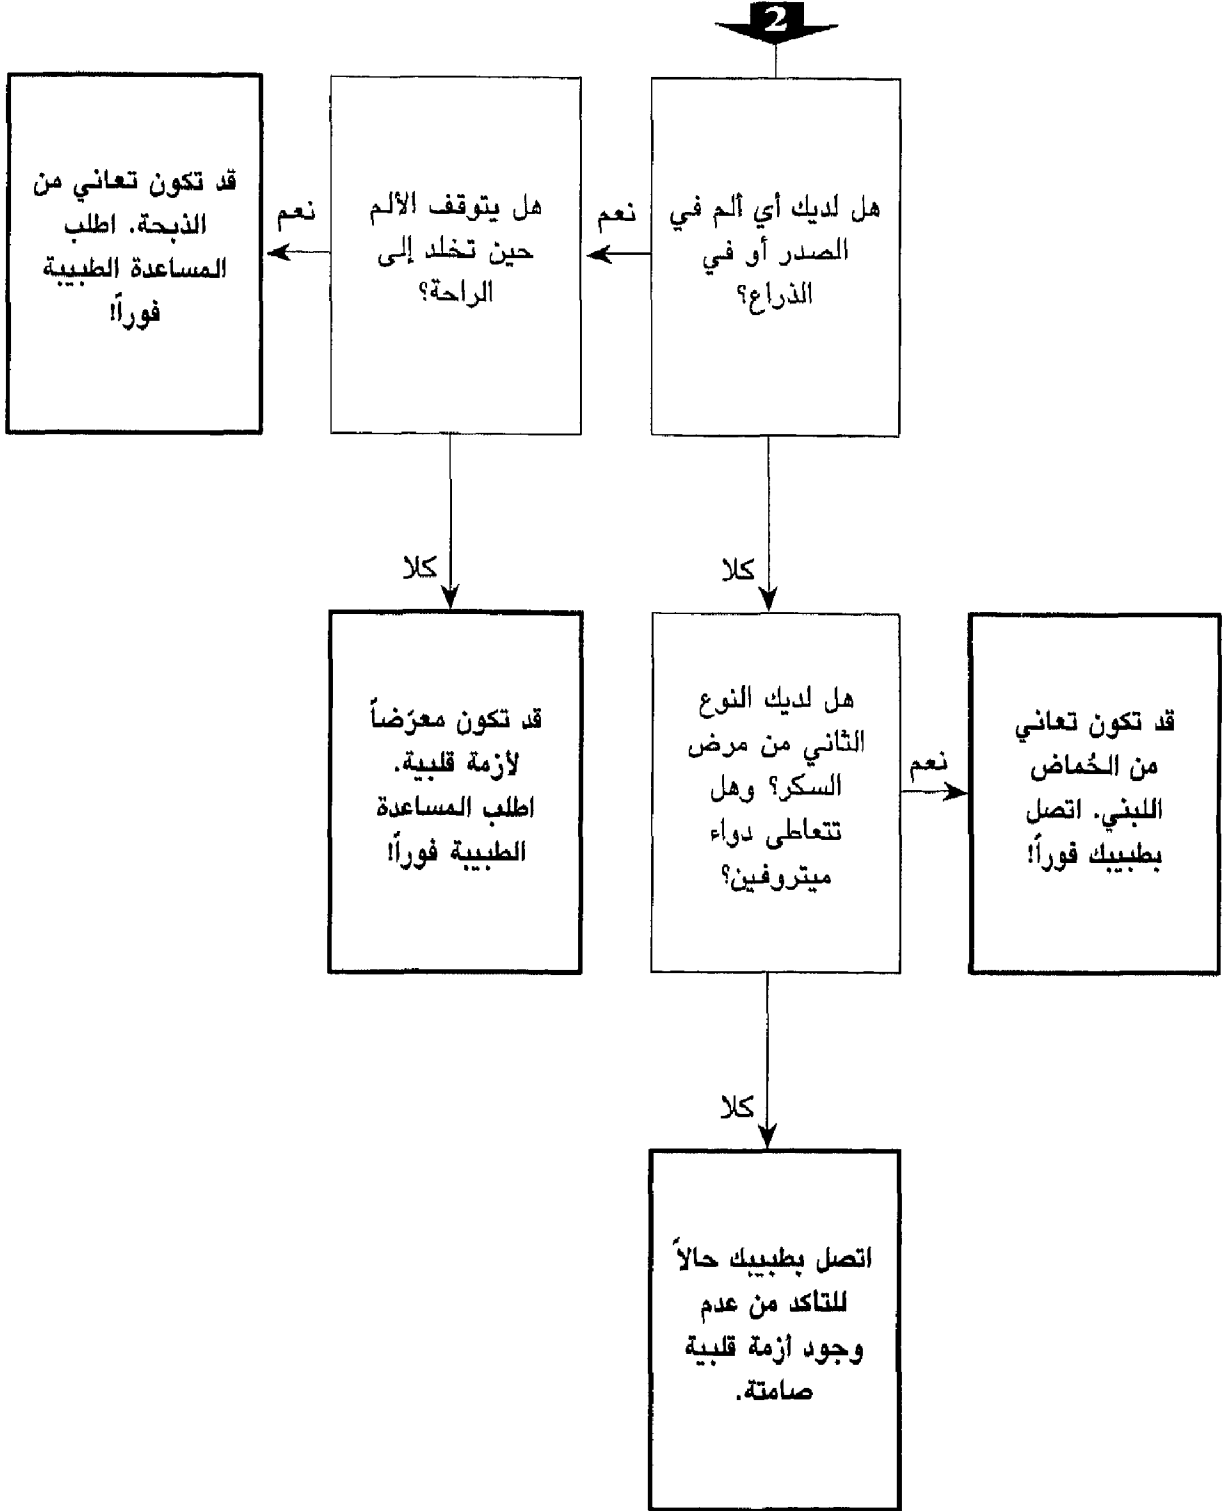 2
هل لديك أي ألم في
الصدر أو في
الذراع؟
نعم
هل يتوقف الألم
حين تخلد إلى
الراحة؟
نعم
قد تكون تعاني من
الذبحة. اطلب
المساعدة الطبيبة
فوراً!
كلا
كلا
قد تكون تعاني
من الحُماض
اللبني. اتصل
بطبيبك فوراً!
نعم
هل لديك النوع
الثاني من مرض
السكر؟ وهل
تتعاطى دواء
ميتروفين؟
قد تكون معرّضاً
لأزمة قلبية.
اطلب المساعدة
الطبيبة فوراً!
كلا
اتصل بطبيبك حالاً
للتأكد من عدم
وجود أزمة قلبية
صامتة.